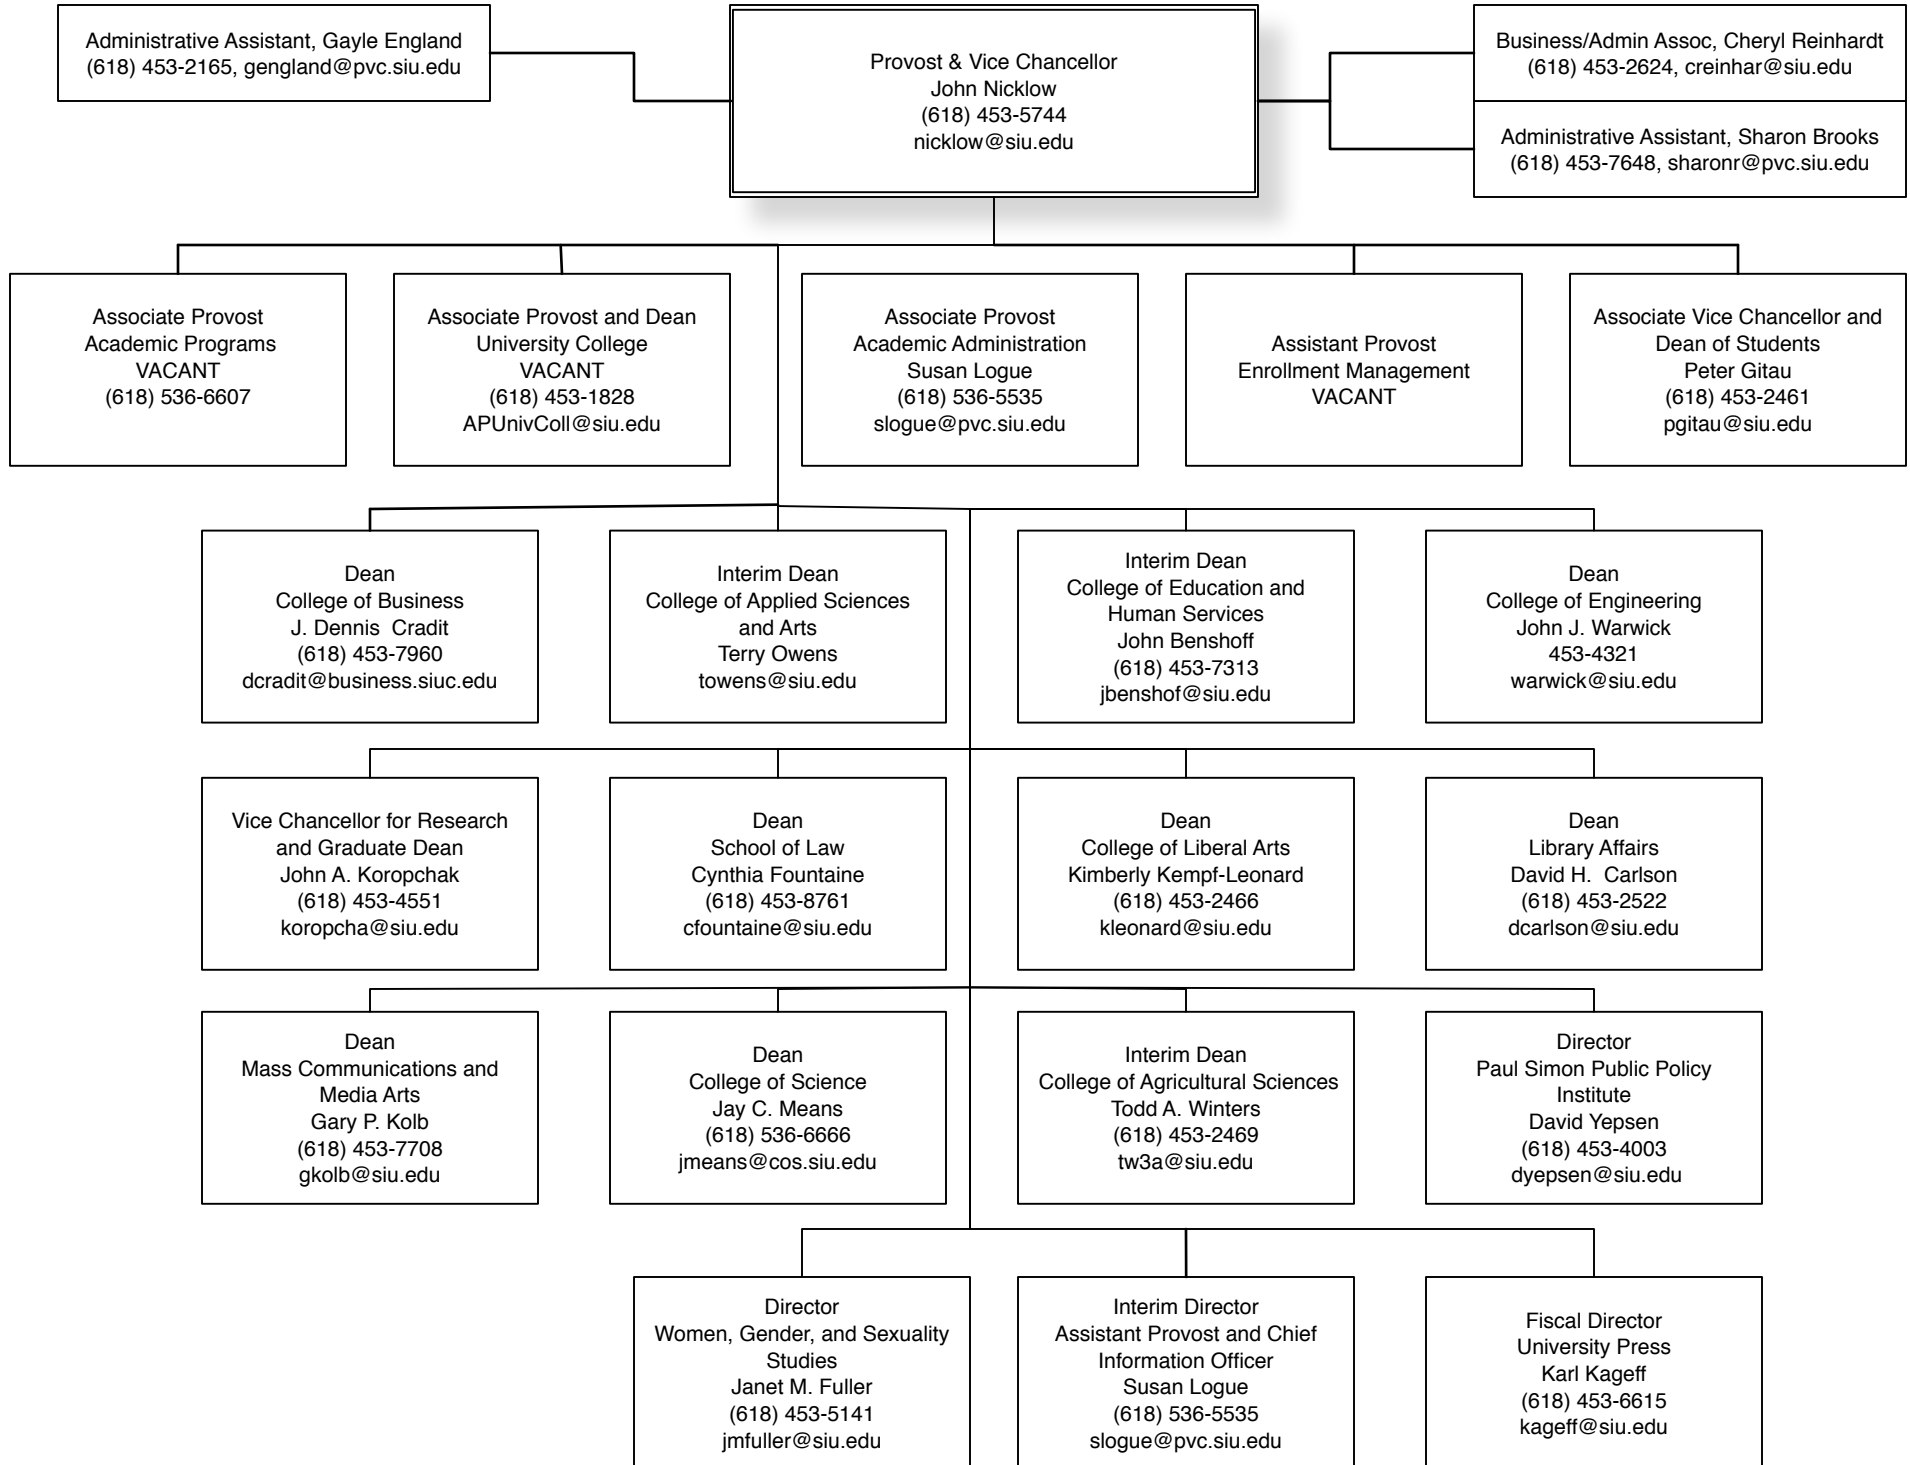 Administrative Assistant, Gayle England
(618) 453-2165, gengland@pvc.siu.edu
Provost & Vice Chancellor
John Nicklow
(618) 453-5744
nicklow@siu.edu
Business/Admin Assoc, Cheryl Reinhardt
(618) 453-2624, creinhar@siu.edu
Administrative Assistant, Sharon Brooks
(618) 453-7648, sharonr@pvc.siu.edu
Associate Provost
Academic Programs
VACANT
(618) 536-6607
Associate Provost and Dean
University College
VACANT
(618) 453-1828
APUnivColl@siu.edu
Associate Provost
Academic Administration
Susan Logue
(618) 536-5535
slogue@pvc.siu.edu
Assistant Provost
Enrollment Management
VACANT
Associate Vice Chancellor and
Dean of Students
Peter Gitau
(618) 453-2461
pgitau@siu.edu
Dean
College of Business
J. Dennis  Cradit
(618) 453-7960
dcradit@business.siuc.edu
Interim Dean
College of Applied Sciences
and Arts
Terry Owens
towens@siu.edu
Interim Dean
College of Education and
Human Services
John Benshoff
(618) 453-7313
jbenshof@siu.edu
Dean
College of Engineering
John J. Warwick
453-4321
warwick@siu.edu
Vice Chancellor for Research
and Graduate Dean
John A. Koropchak
(618) 453-4551
koropcha@siu.edu
Dean
School of Law
Cynthia Fountaine
(618) 453-8761
cfountaine@siu.edu
Dean
College of Liberal Arts
Kimberly Kempf-Leonard
(618) 453-2466
kleonard@siu.edu
Dean
Library Affairs
David H.  Carlson
(618) 453-2522
dcarlson@siu.edu
Dean
Mass Communications and
Media Arts
Gary P. Kolb
(618) 453-7708
gkolb@siu.edu
Dean
College of Science
Jay C. Means
(618) 536-6666
jmeans@cos.siu.edu
Interim Dean
College of Agricultural Sciences
Todd A. Winters
(618) 453-2469
tw3a@siu.edu
Director
Paul Simon Public Policy
Institute
David Yepsen
(618) 453-4003
dyepsen@siu.edu
Director
Women, Gender, and Sexuality
Studies
Janet M. Fuller
(618) 453-5141
jmfuller@siu.edu
Interim Director
Assistant Provost and Chief
Information Officer
Susan Logue
(618) 536-5535
slogue@pvc.siu.edu
Fiscal Director
University Press
Karl Kageff
(618) 453-6615
kageff@siu.edu